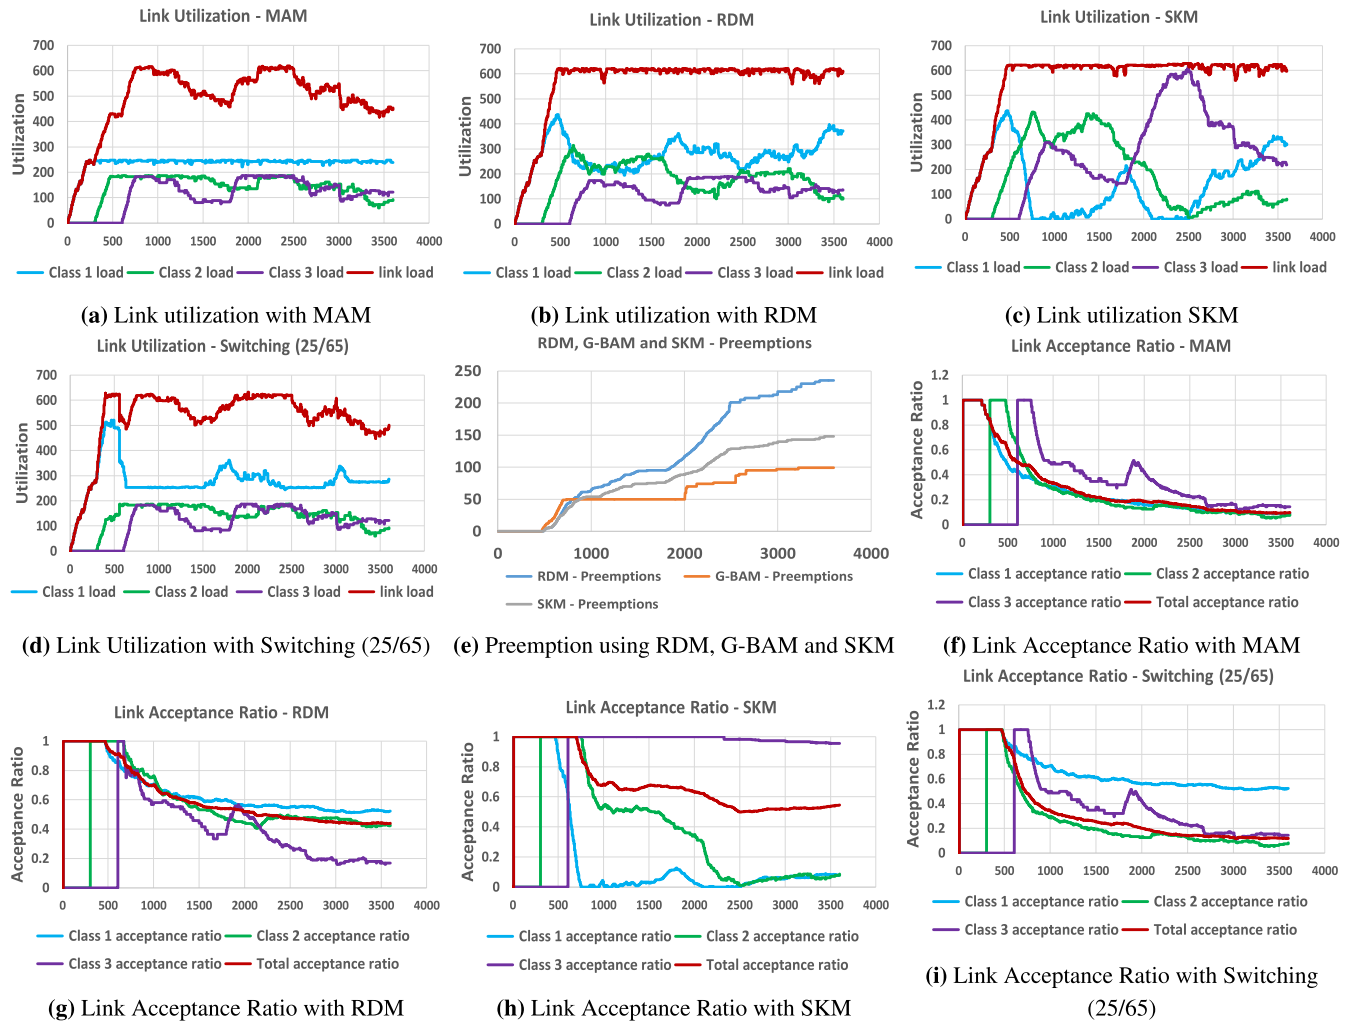 Link Utilization - MAM
Utilization
700
600
500
400
300
200
100
0
0 500 1000 1500 2000 2500 3000 3500 4000
Class 1 load Class 2 load Class 3 load link load
(a) Link utilization with MAM
Link Utilization - RDM
Utilization
700
600
500
400
300
200
100
0
0 500 1000 1500 2000 2500 3000 3500 4000
Class 1 load Class 2 load Class 3 load link load
(b) Link utilization with RDM
Link Utilization - SKM
Utilization
700
600
500
400
300
200
100
0
0 500 1000 1500 2000 2500 3000 3500 4000
Class 1 load Class 2 load Class 3 load link load
(c) Link utilization SKM
Link Utilization - Switching (25/65)
Utilization
700
600
500
400
300
200
100
0
0 500 1000 1500 2000 2500 3000 3500 4000
Class 1 load Class 2 load Class 3 load link load
(d) Link Utilization with Switching (25/65)
RDM, G-BAM and SKM - Preemptions
250
200
150
100
50
0
0 1000 2000 3000 4000
RDM - Preemptions G-BAM - Preemptions
SKM - Preemptions
(e) Preemption using RDM, G-BAM and SKM
Link Acceptance Ratio - MAM
Acceptance Ratio
1.2
1
0.8
0.6
0.4
0.2
0
0 500 1000 1500 2000 2500 3000 3500 4000
Class 1 acceptance ratio Class 2 acceptance ratio
Class 3 acceptance ratio Total acceptance ratio
(f) Link Acceptance Ratio with MAM
Link Acceptance Ratio - RDM
Acceptance Ratio
1
0.8
0.6
0.4
0.2
0
0 500 1000 1500 2000 2500 3000 3500 4000
Class 1 acceptance ratio Class 2 acceptance ratio
Class 3 acceptance ratio Total acceptance ratio
(g) Link Acceptance Ratio with RDM
Link Acceptance Ratio - SKM
Acceptance Ratio
1
0.8
0.6
0.4
0.2
0
0 500 1000 1500 2000 2500 3000 3500 4000
Class 1 acceptance ratio Class 2 acceptance ratio
Class 3 acceptance ratio Total acceptance ratio
(h) Link Acceptance Ratio with SKM
Link Acceptance Ratio - Switching (25/65)
Acceptance Ratio
1.2
1
0.8
0.6
0.4
0.2
0
0 500 1000 1500 2000 2500 3000 3500 4000
Class 1 acceptance ratio Class 2 acceptance ratio
Class 3 acceptance ratio Total acceptance ratio
(i) Link Acceptance Ratio with Switching
(25/65)